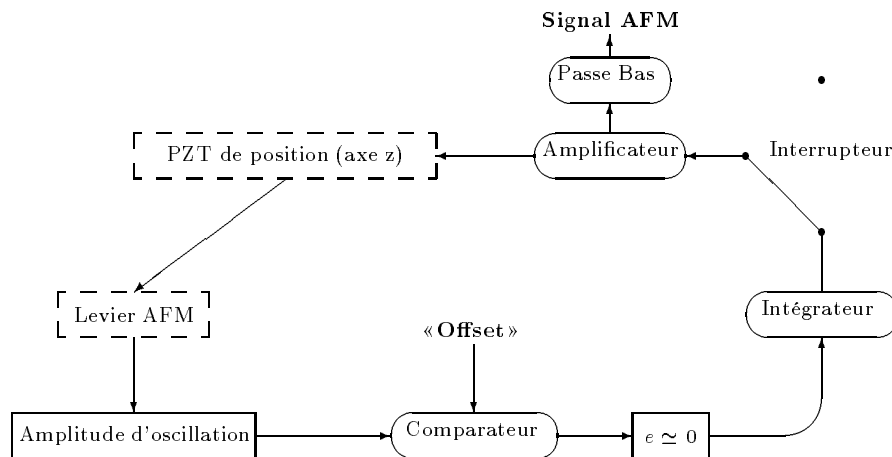 Signal AFM
Passe Bas
PZT de position (axe z)
Amplificateur
Interrupteur
Levier AFM
Intégrateur
«Offset»
Amplitude d'oscillation
Comparateur
e ≃ 0